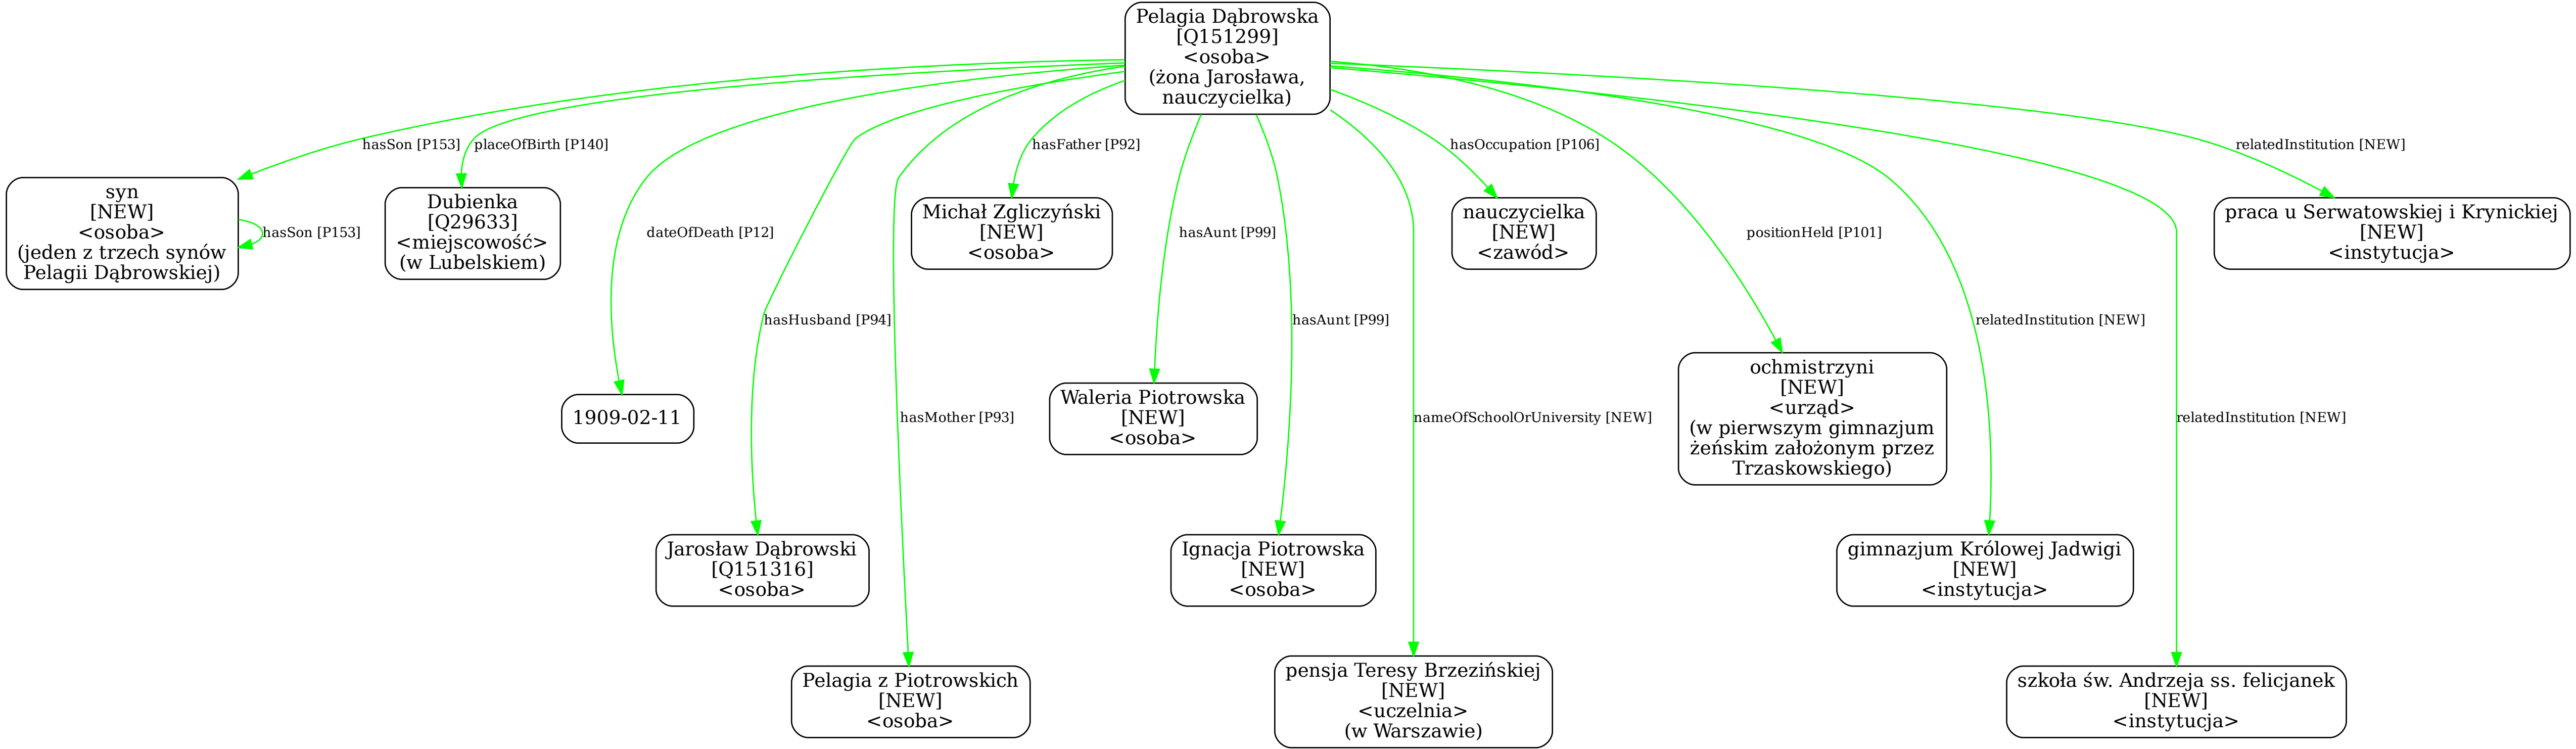 Pelagia Dąbrowska
[Q151299]
<osoba>
(żona Jarosława,
nauczycielka)
hasSon [P153]
placeOfBirth [P140]
hasFather [P92]
hasOccupation [P106]
relatedInstitution [NEW]
syn
[NEW]
<osoba>
(jeden z trzech synów
Pelagii Dąbrowskiej)
hasSon [P153]
Dubienka
[Q29633]
<miejscowość>
(w Lubelskiem)
dateOfDeath [P12]
Michał Zgliczyński
[NEW]
<osoba>
hasAunt [P99]
nauczycielka
[NEW]
<zawód>
positionHeld [P101]
praca u Serwatowskiej i Krynickiej
[NEW]
<instytucja>
hasHusband [P94]
hasAunt [P99]
relatedInstitution [NEW]
1909-02-11
hasMother [P93]
Waleria Piotrowska
[NEW]
<osoba>
nameOfSchoolOrUniversity [NEW]
ochmistrzyni
[NEW]
<urząd>
(w pierwszym gimnazjum
żeńskim założonym przez
Trzaskowskiego)
relatedInstitution [NEW]
Jarosław Dąbrowski
[Q151316]
<osoba>
Ignacja Piotrowska
[NEW]
<osoba>
gimnazjum Królowej Jadwigi
[NEW]
<instytucja>
Pelagia z Piotrowskich
[NEW]
<osoba>
pensja Teresy Brzezińskiej
[NEW]
<uczelnia>
(w Warszawie)
szkoła św. Andrzeja ss. felicjanek
[NEW]
<instytucja>